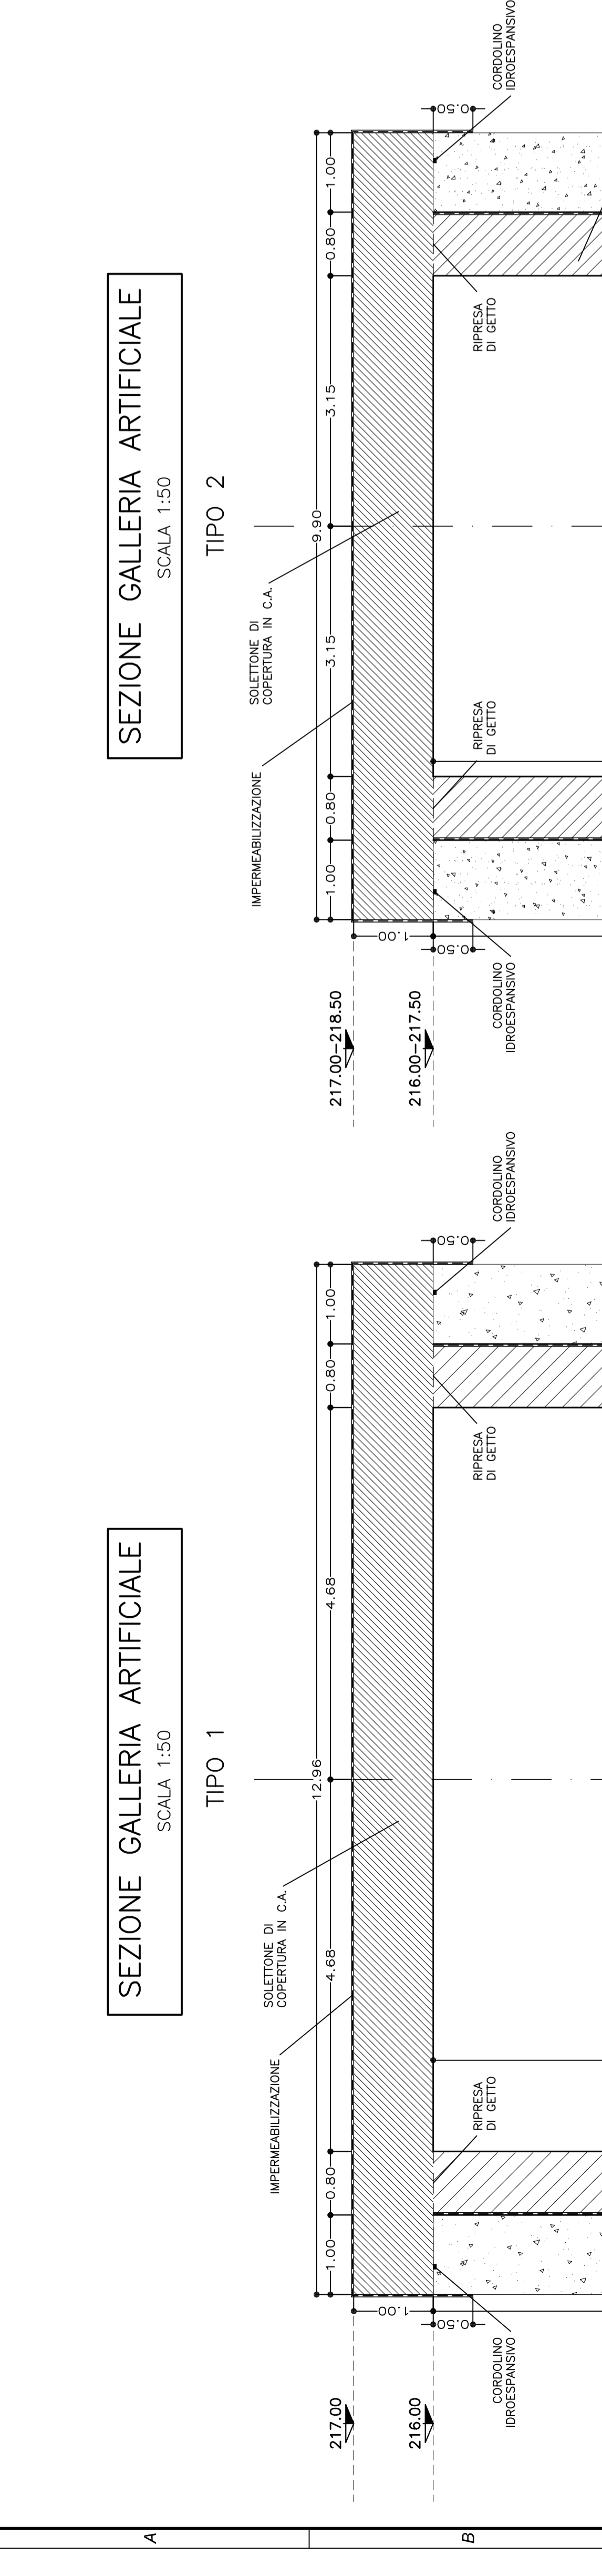 A
B
SEZIONE GALLERIA ARTIFICIALE
SCALA 1:50
TIPO 1
IMPERMEABILIZZAZIONE
SOLETTONE DI
COPERTURA IN C.A.
12.96
1.00
0.80
4.68
4.68
0.80
1.00
217.00
216.00
1.00
0.50
0.50
CORDOLINO
IDROESPANSIVO
RIPRESA
DI GETTO
RIPRESA
DI GETTO
CORDOLINO
IDROESPANSIVO
SEZIONE GALLERIA ARTIFICIALE
SCALA 1:50
TIPO 2
IMPERMEABILIZZAZIONE
SOLETTONE DI
COPERTURA IN C.A.
9.90
1.00
0.80
3.15
3.15
0.80
1.00
217.00-218.50
216.00-217.50
1.00
0.50
0.50
CORDOLINO
IDROESPANSIVO
RIPRESA
DI GETTO
RIPRESA
DI GETTO
CORDOLINO
IDROESPANSIVO